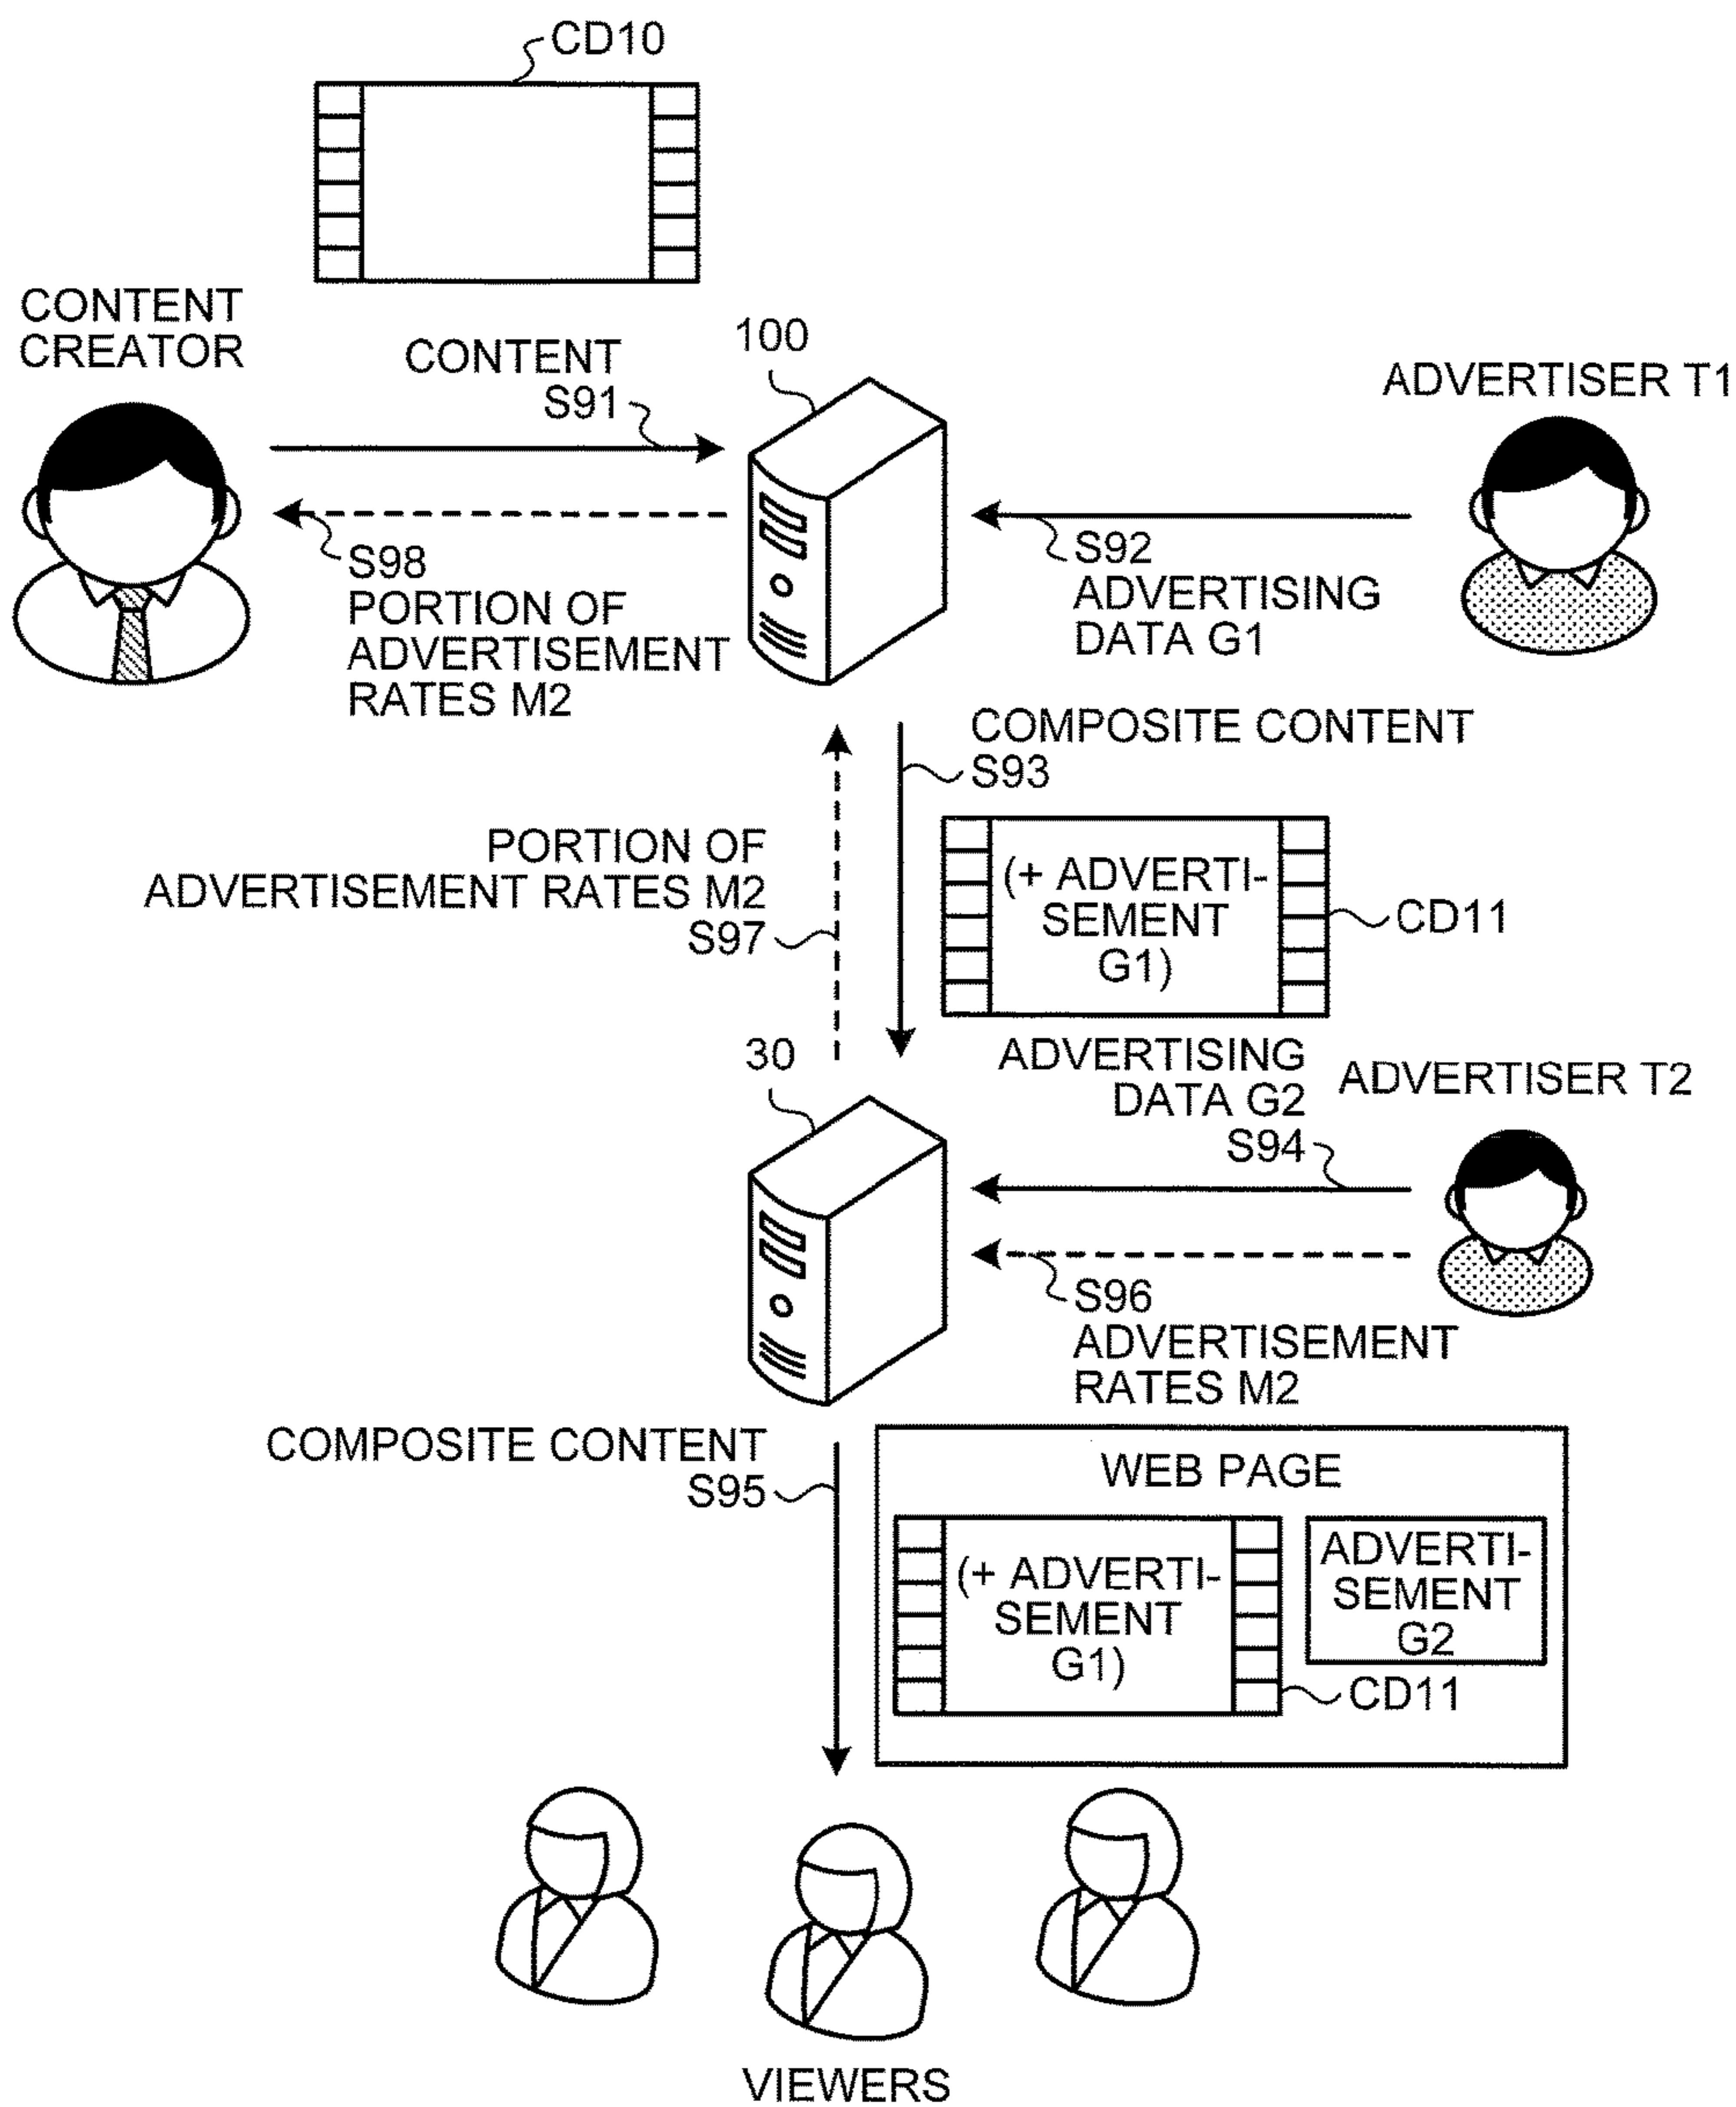 CD10
CONTENT
CREATOR
CONTENT
S91
100
ADVERTISER T1
S98
PORTION OF
ADVERTISEMENT
RATES M2
S92
ADVERTISING
DATA G1
COMPOSITE CONTENT
S93
PORTION OF
ADVERTISEMENT RATES M2
S97
(+ ADVERTI-
SEMENT
G1)
CD11
30
ADVERTISING
DATA G2
S94
ADVERTISER T2
S96
ADVERTISEMENT
RATES M2
COMPOSITE CONTENT
S95
WEB PAGE
(+ ADVERTI-
SEMENT
G1)
ADVERTI-
SEMENT
G2
CD11
VIEWERS